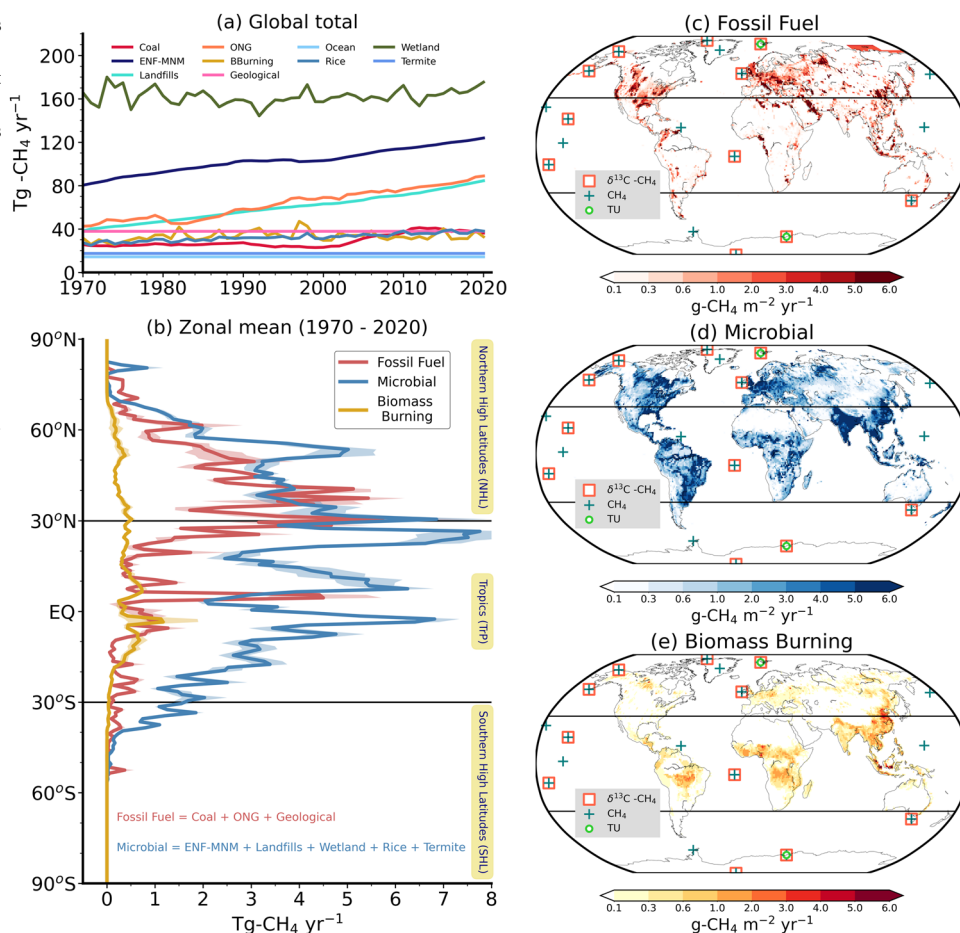 (a) Global total
Tg -CH₄ yr⁻¹
220
200
160
120
80
40
0
Coal
ENF-MNM
Landfills
ONG
BBurning
Geological
Ocean
Rice
Wetland
Termite
1970 1980 1990 2000 2010 2020
(b) Zonal mean (1970 - 2020)
90°N
60°N
30°N
EQ
30°S
60°S
90°S
Fossil Fuel
Microbial
Biomass
Burning
Northern High Latitudes (NHL)
Tropics (TrP)
Southern High Latitudes (SHL)
Fossil Fuel = Coal + ONG + Geological
Microbial = ENF-MNM + Landfills + Wetland + Rice + Termite
0 1 2 3 4 5 6 7 8
Tg-CH₄ yr⁻¹
(c) Fossil Fuel
δ¹³C -CH₄
CH₄
TU
0.1 0.3 0.6 1.0 2.0 3.0 4.0 5.0 6.0
g-CH₄ m⁻² yr⁻¹
(d) Microbial
δ¹³C -CH₄
CH₄
TU
0.1 0.3 0.6 1.0 2.0 3.0 4.0 5.0 6.0
g-CH₄ m⁻² yr⁻¹
(e) Biomass Burning
δ¹³C -CH₄
CH₄
TU
0.1 0.3 0.6 1.0 2.0 3.0 4.0 5.0 6.0
g-CH₄ m⁻² yr⁻¹